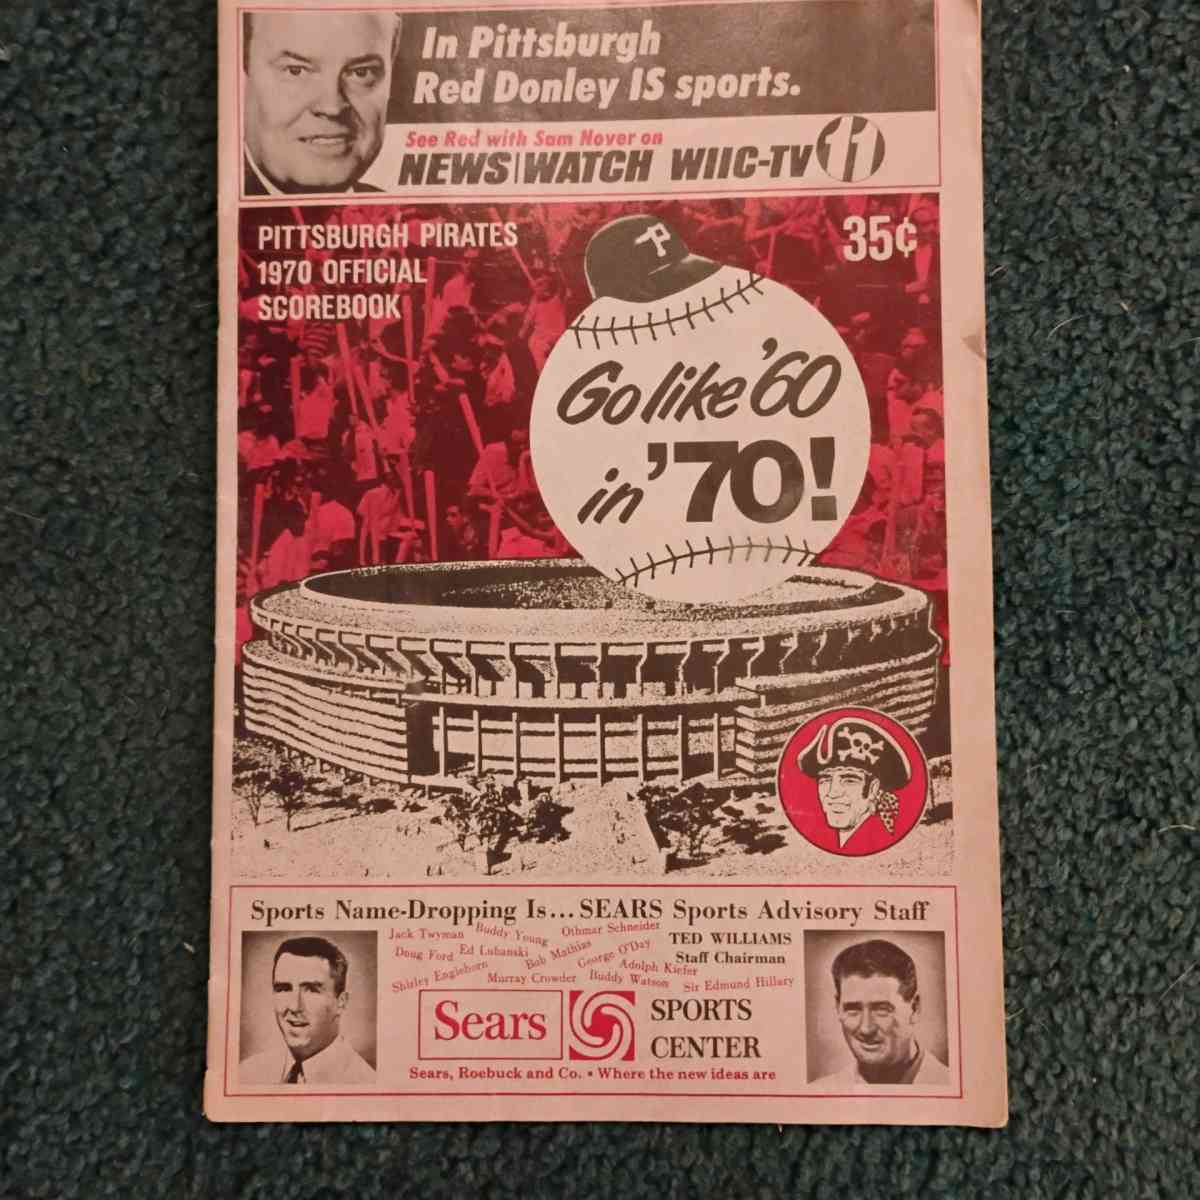 In Pittsburgh
Red Donley IS sports.
See Red with Sam Nover on
NEWS|WATCH WIIC-TV 11
PITTSBURGH PIRATES
1970 OFFICIAL
SCOREBOOK
35¢
P
Go like '60
in '70!
Sports Name-Dropping Is... SEARS Sports Advisory Staff
Jack Twyman Buddy Young Othmar Schneider
Doug Ford Ed Lubanski Bob Mathias George O'Day
Shirley Englehorn Murray Crowder Buddy Watson Adolph Kiefer Sir Edmund Hillary
TED WILLIAMS
Staff Chairman
Sears
SPORTS
CENTER
Sears, Roebuck and Co. • Where the new ideas are